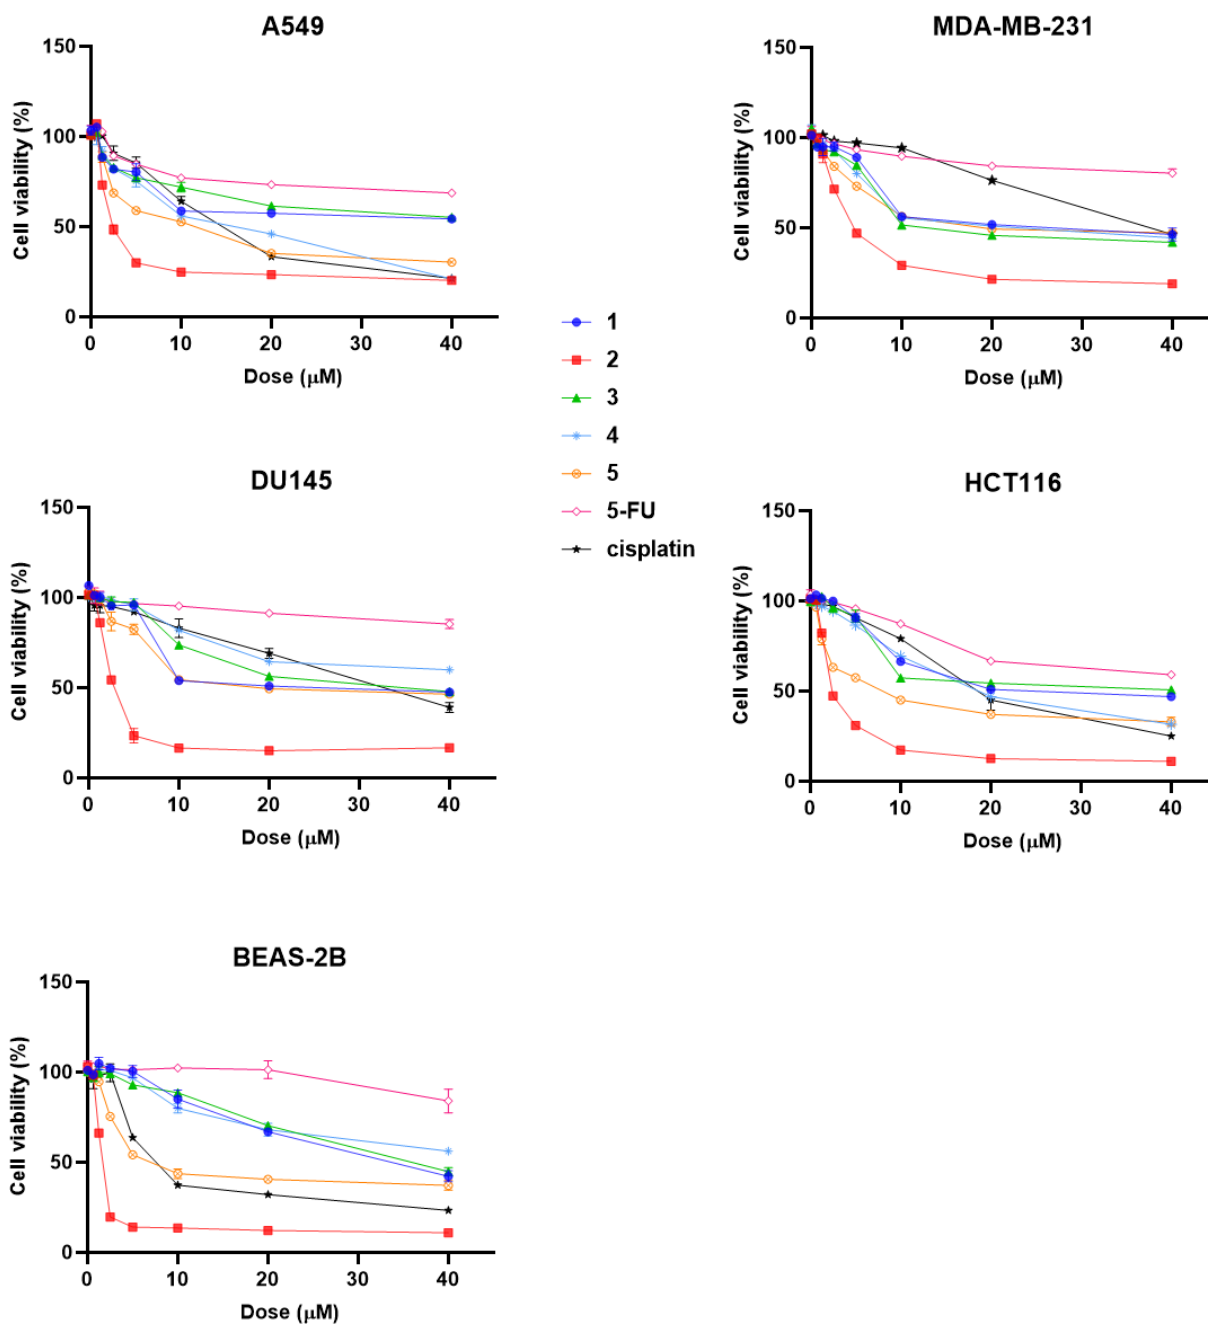 A549
150
100
50
0
Cell viability (%)
0 10 20 30 40
Dose (μM)
MDA-MB-231
150
100
50
0
Cell viability (%)
0 10 20 30 40
Dose (μM)
1
2
3
4
5
5-FU
cisplatin
DU145
150
100
50
0
Cell viability (%)
0 10 20 30 40
Dose (μM)
HCT116
150
100
50
0
Cell viability (%)
0 10 20 30 40
Dose (μM)
BEAS-2B
150
100
50
0
Cell viability (%)
0 10 20 30 40
Dose (μM)